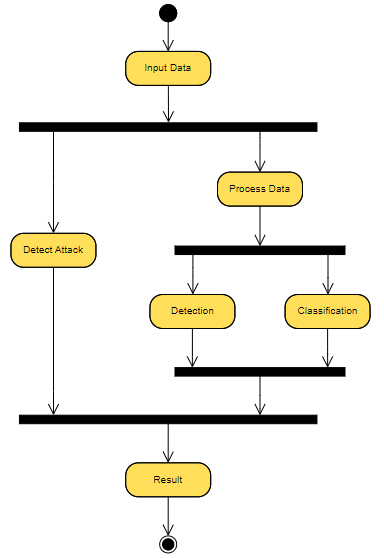 Input Data
Process Data
Detect Attack
Detection
Classification
Result